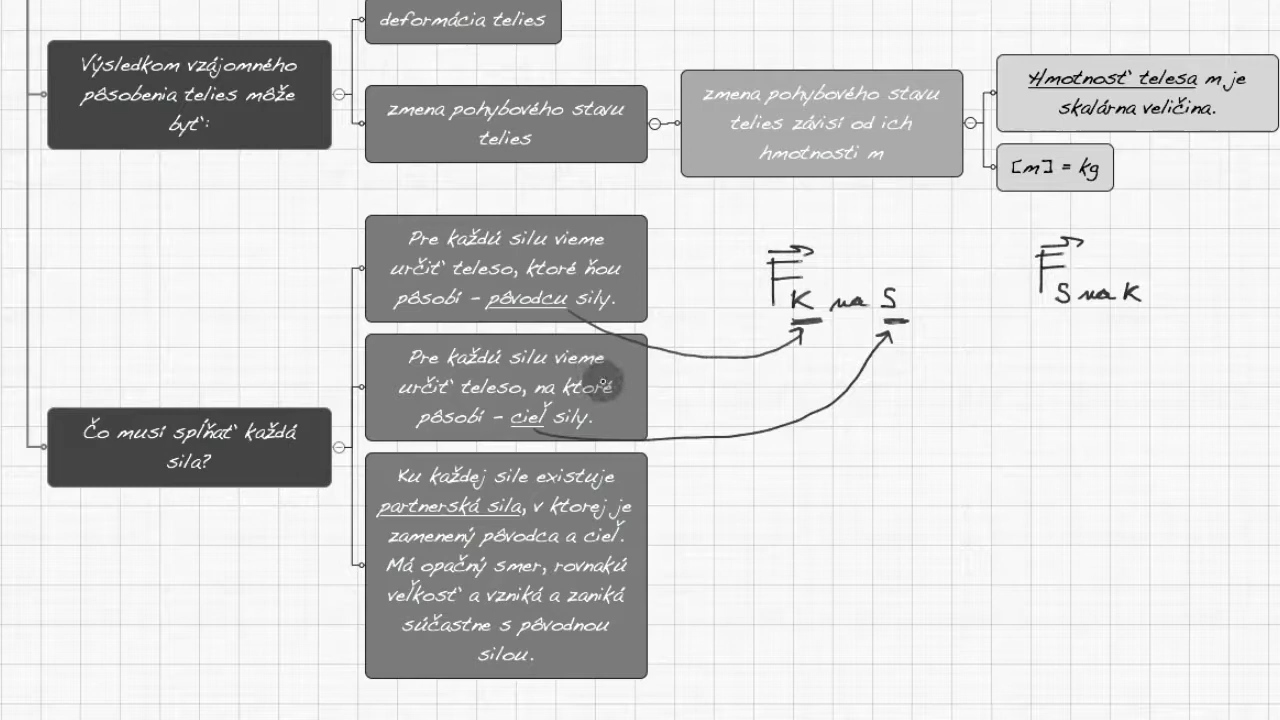 deformácia telies
Výsledkom vzájomného
pôsobenia telies môže
byť:
zmena pohybového stavu
telies
zmena pohybového stavu
telies závisí od ich
hmotnosti m
Hmotnosť telesa m je
skalárna veličina.
[m] = kg
Pre každú silu vieme
určiť teleso, ktoré ňou
pôsobí - pôvodcu sily.
F K na S
F S na K
Pre každú silu vieme
určiť teleso, na ktoré
pôsobí - cieľ sily.
Čo musí spĺňať každá
sila?
Ku každej sile existuje
partnerská sila, v ktorej je
zamenený pôvodca a cieľ.
Má opačný smer, rovnakú
veľkosť a vzniká a zaniká
súčastne s pôvodnou
silou.